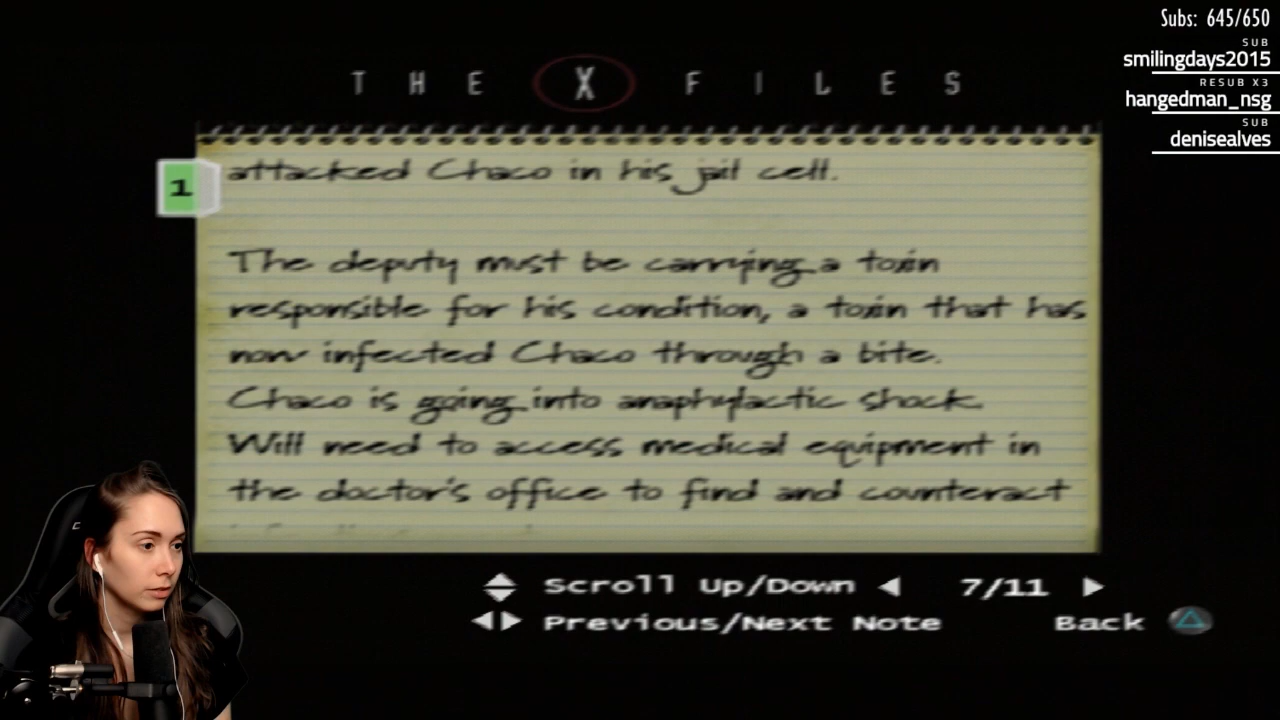 Subs: 645/650
SUB
smilingdays2015
RESUB X3
hangedman_nsg
SUB
denisealves
THE X FILES
1
attacked Chaco in his jail cell.
The deputy must be carrying a toxin
responsible for his condition, a toxin that has
now infected Chaco through a bite.
Chaco is going into anaphylactic shock.
Will need to access medical equipment in
the doctor's office to find and counteract
Scroll Up/Down 7/11
Previous/Next Note Back